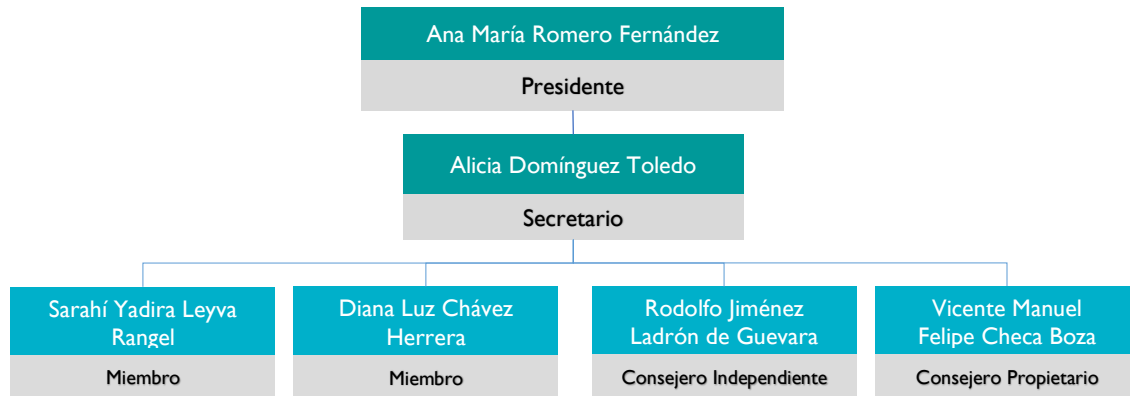 Ana María Romero Fernández
Presidente
Alicia Domínguez Toledo
Secretario
Sarahí Yadira Leyva
Rangel
Miembro
Diana Luz Chávez
Herrera
Miembro
Rodolfo Jiménez
Ladrón de Guevara
Consejero Independiente
Vicente Manuel
Felipe Checa Boza
Consejero Propietario